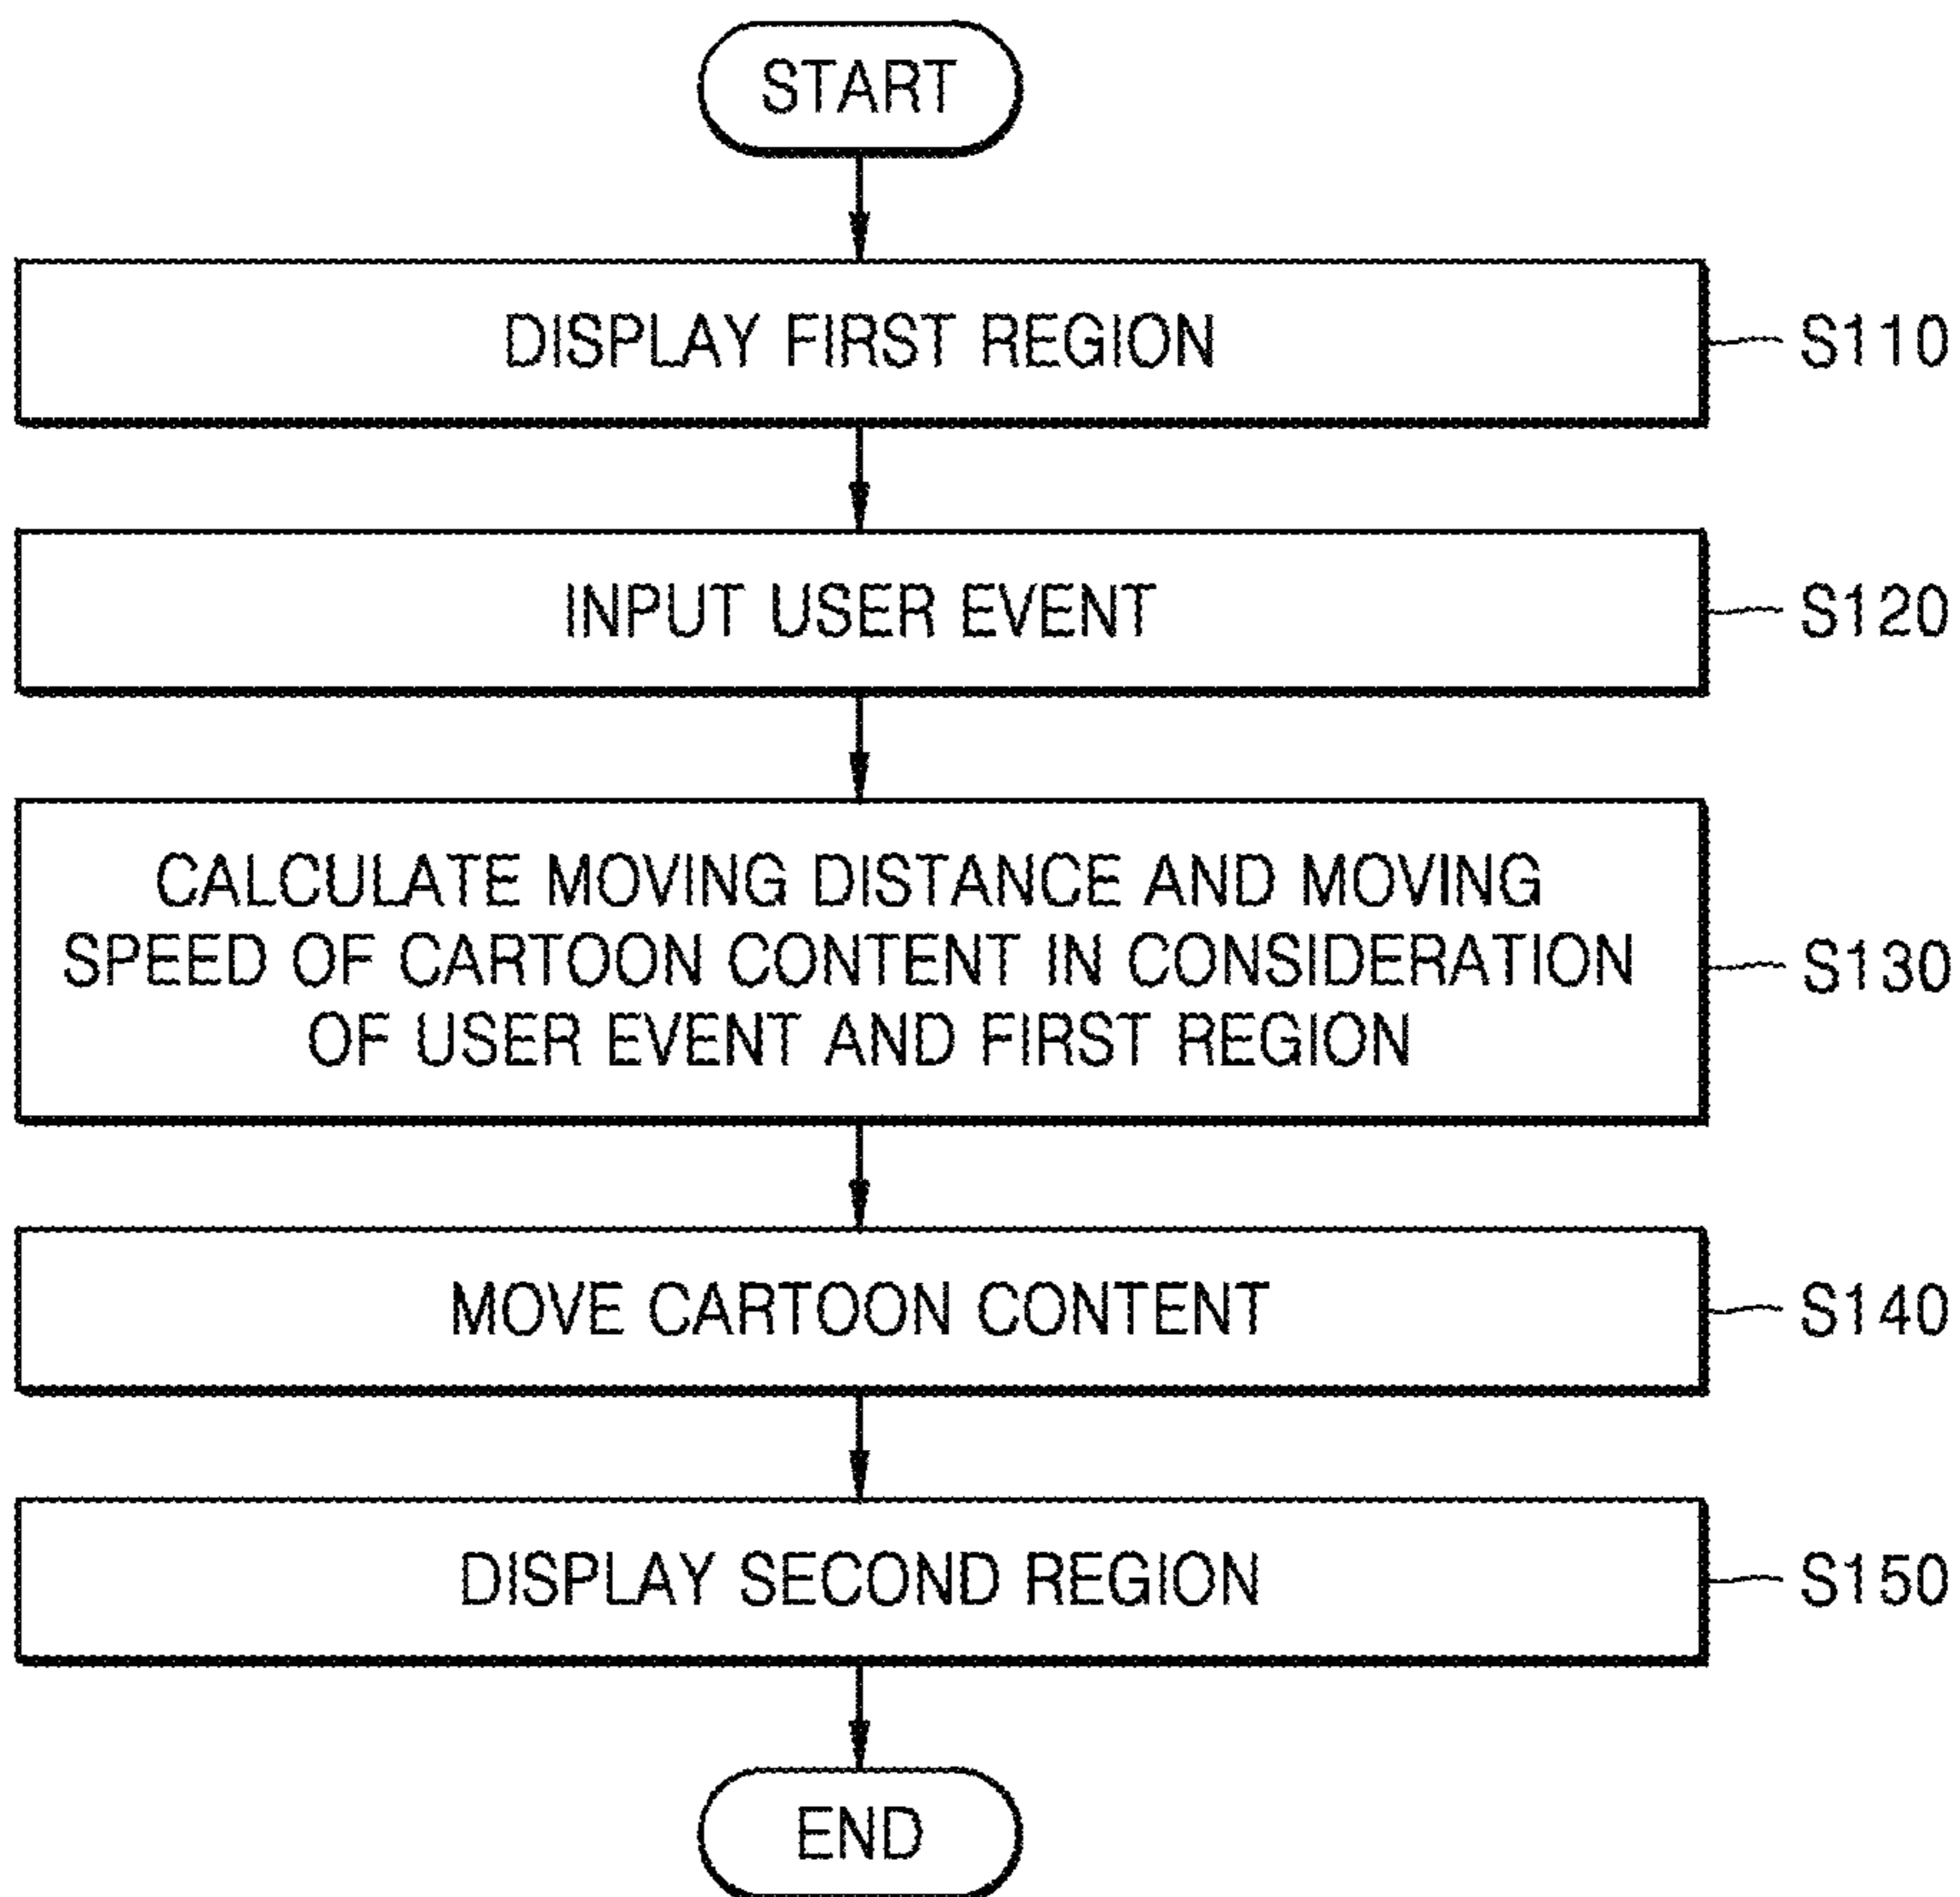 START
DISPLAY FIRST REGION
S110
INPUT USER EVENT
S120
CALCULATE MOVING DISTANCE AND MOVING
SPEED OF CARTOON CONTENT IN CONSIDERATION
OF USER EVENT AND FIRST REGION
S130
MOVE CARTOON CONTENT
S140
DISPLAY SECOND REGION
S150
END